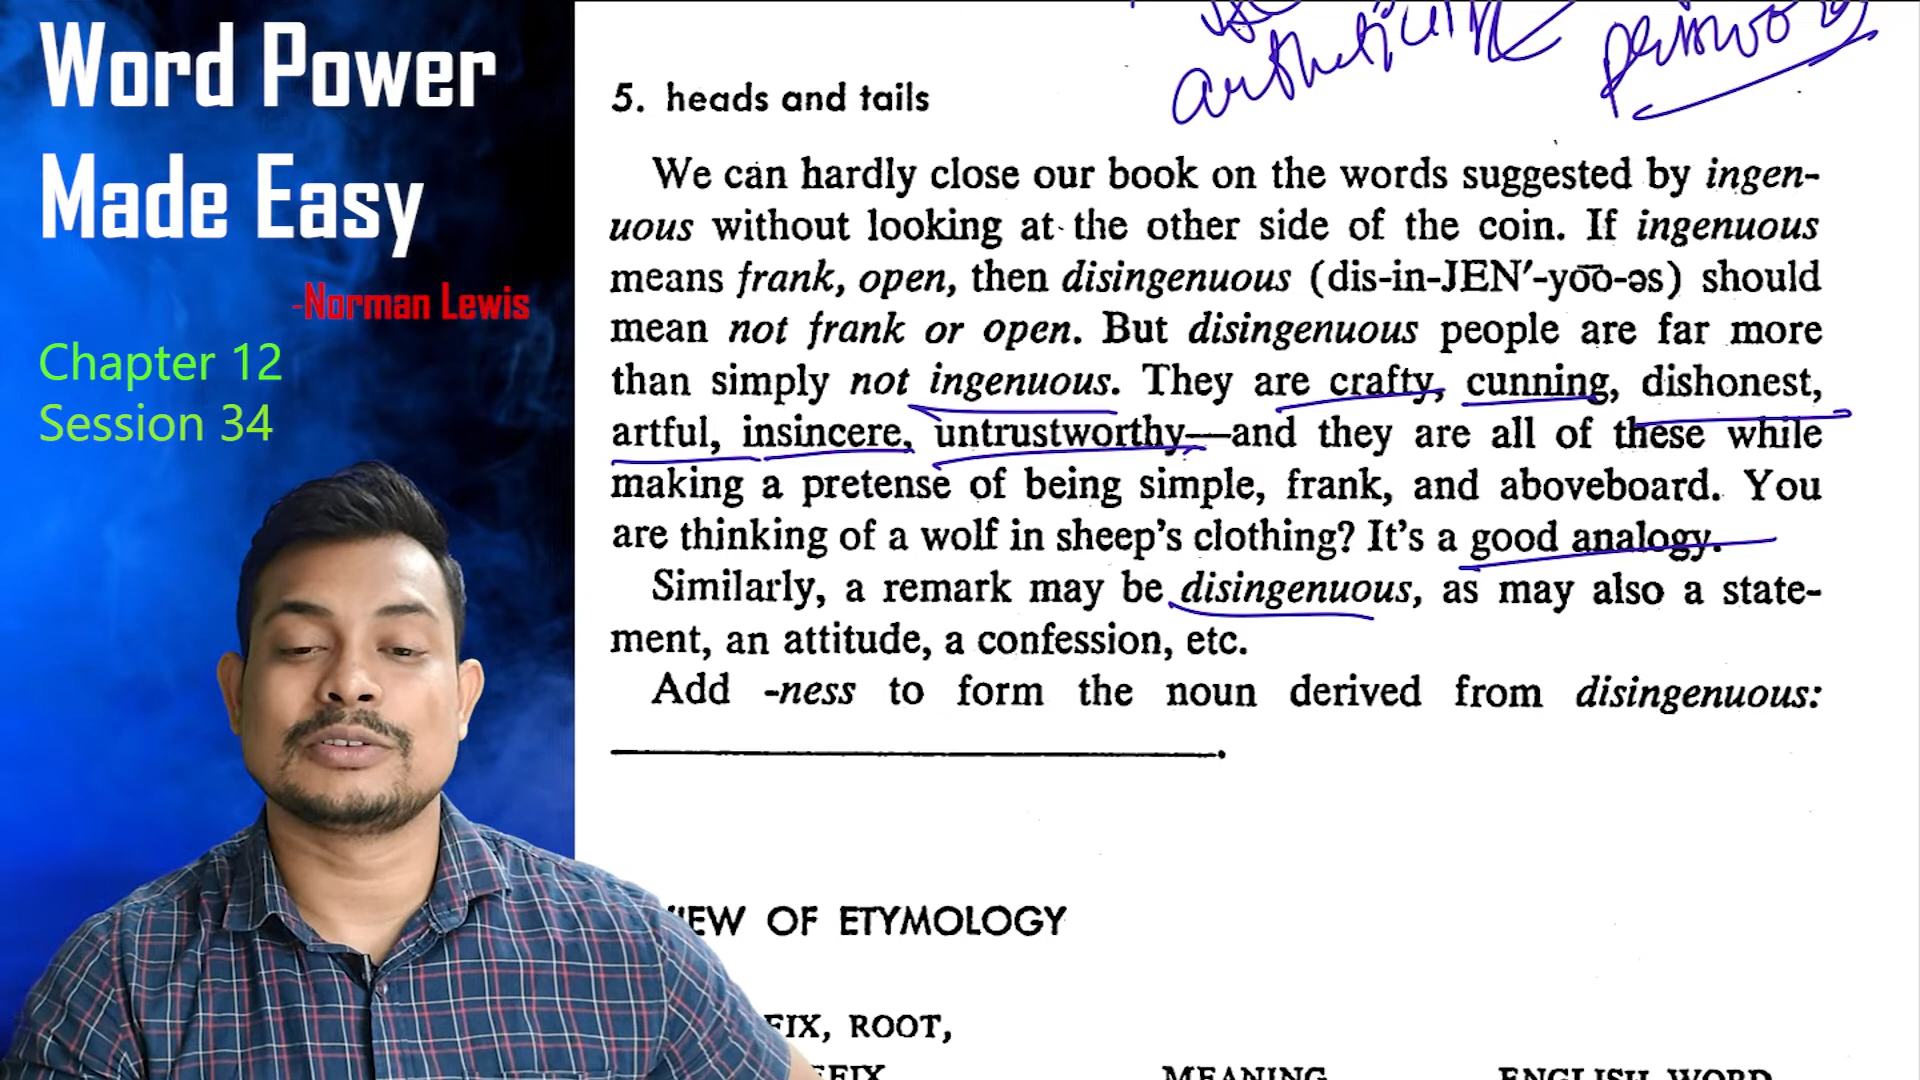 Word Power
Made Easy
-Norman Lewis
Chapter 12
Session 34
5. heads and tails
We can hardly close our book on the words suggested by ingen-
uous without looking at the other side of the coin. If ingenuous
means frank, open, then disingenuous (dis-in-JEN′-yo͞o-əs) should
mean not frank or open. But disingenuous people are far more
than simply not ingenuous. They are crafty, cunning, dishonest,
artful, insincere, untrustworthy—and they are all of these while
making a pretense of being simple, frank, and aboveboard. You
are thinking of a wolf in sheep's clothing? It's a good analogy.
Similarly, a remark may be disingenuous, as may also a state-
ment, an attitude, a confession, etc.
Add -ness to form the noun derived from disingenuous:
IEW OF ETYMOLOGY
FIX, ROOT,
FFIX MEANING ENGLISH WORD